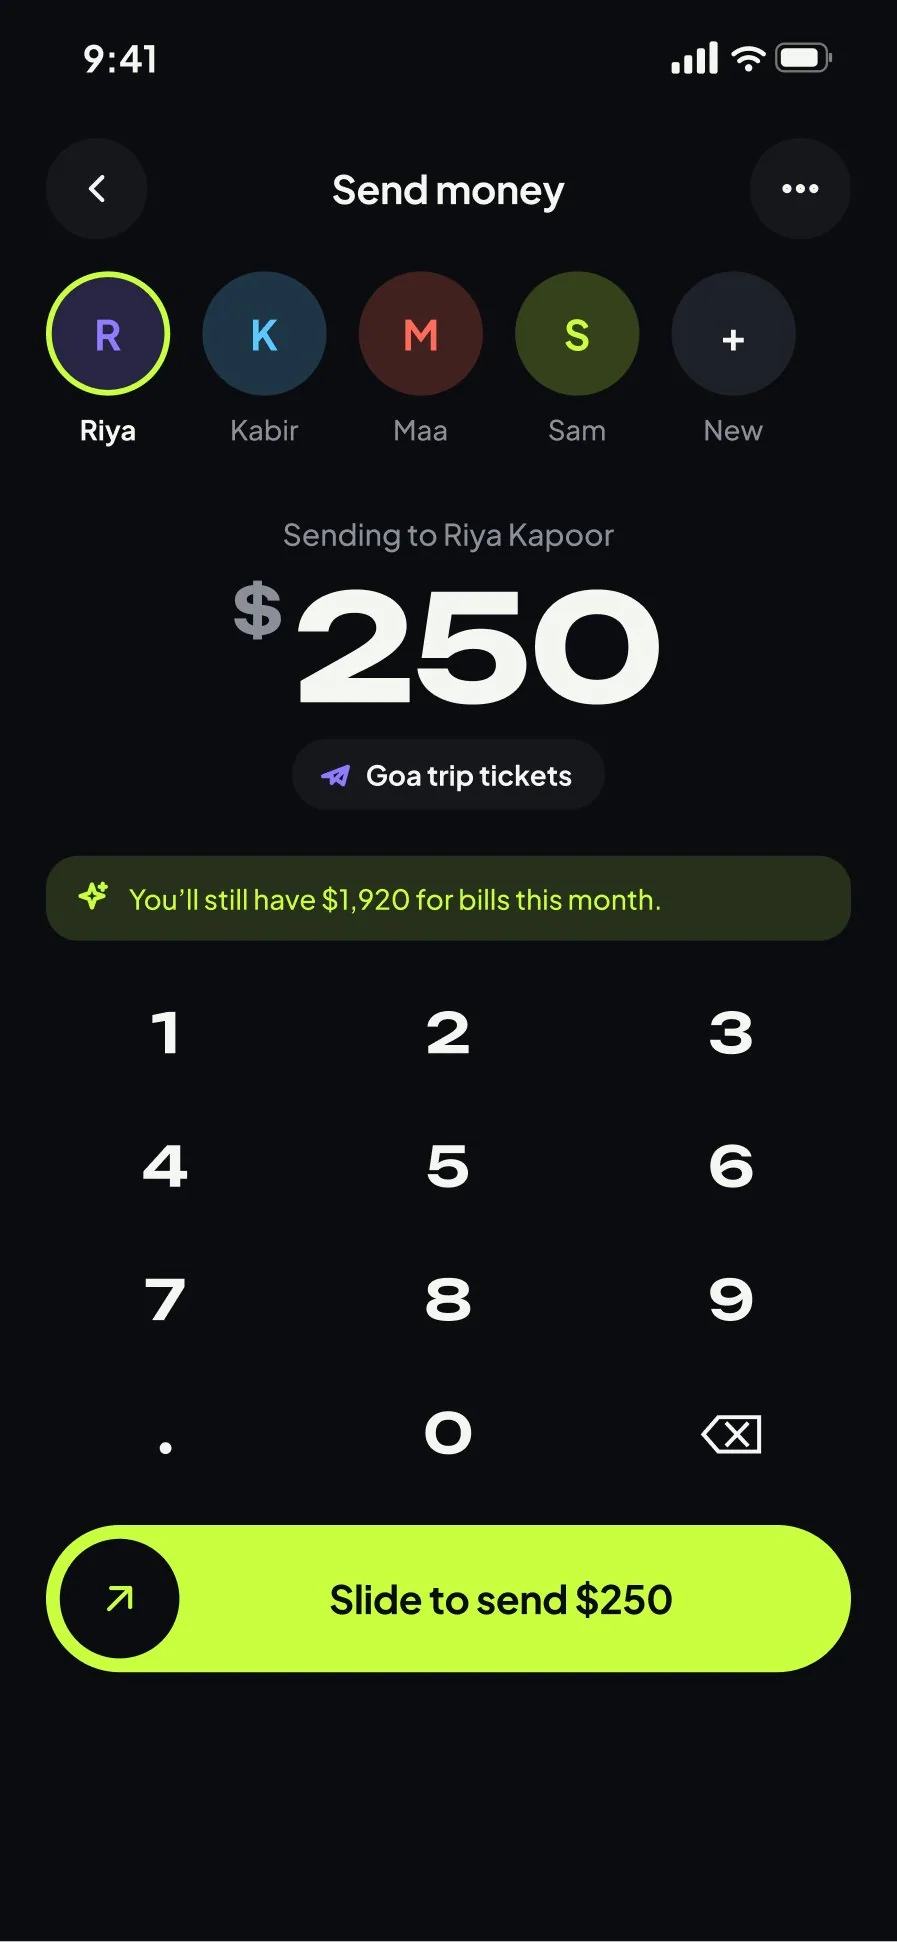 9:41
Send money
R K M S +
Riya Kabir Maa Sam New
Sending to Riya Kapoor
$250
Goa trip tickets
You’ll still have $1,920 for bills this month.
1 2 3
4 5 6
7 8 9
. 0
Slide to send $250